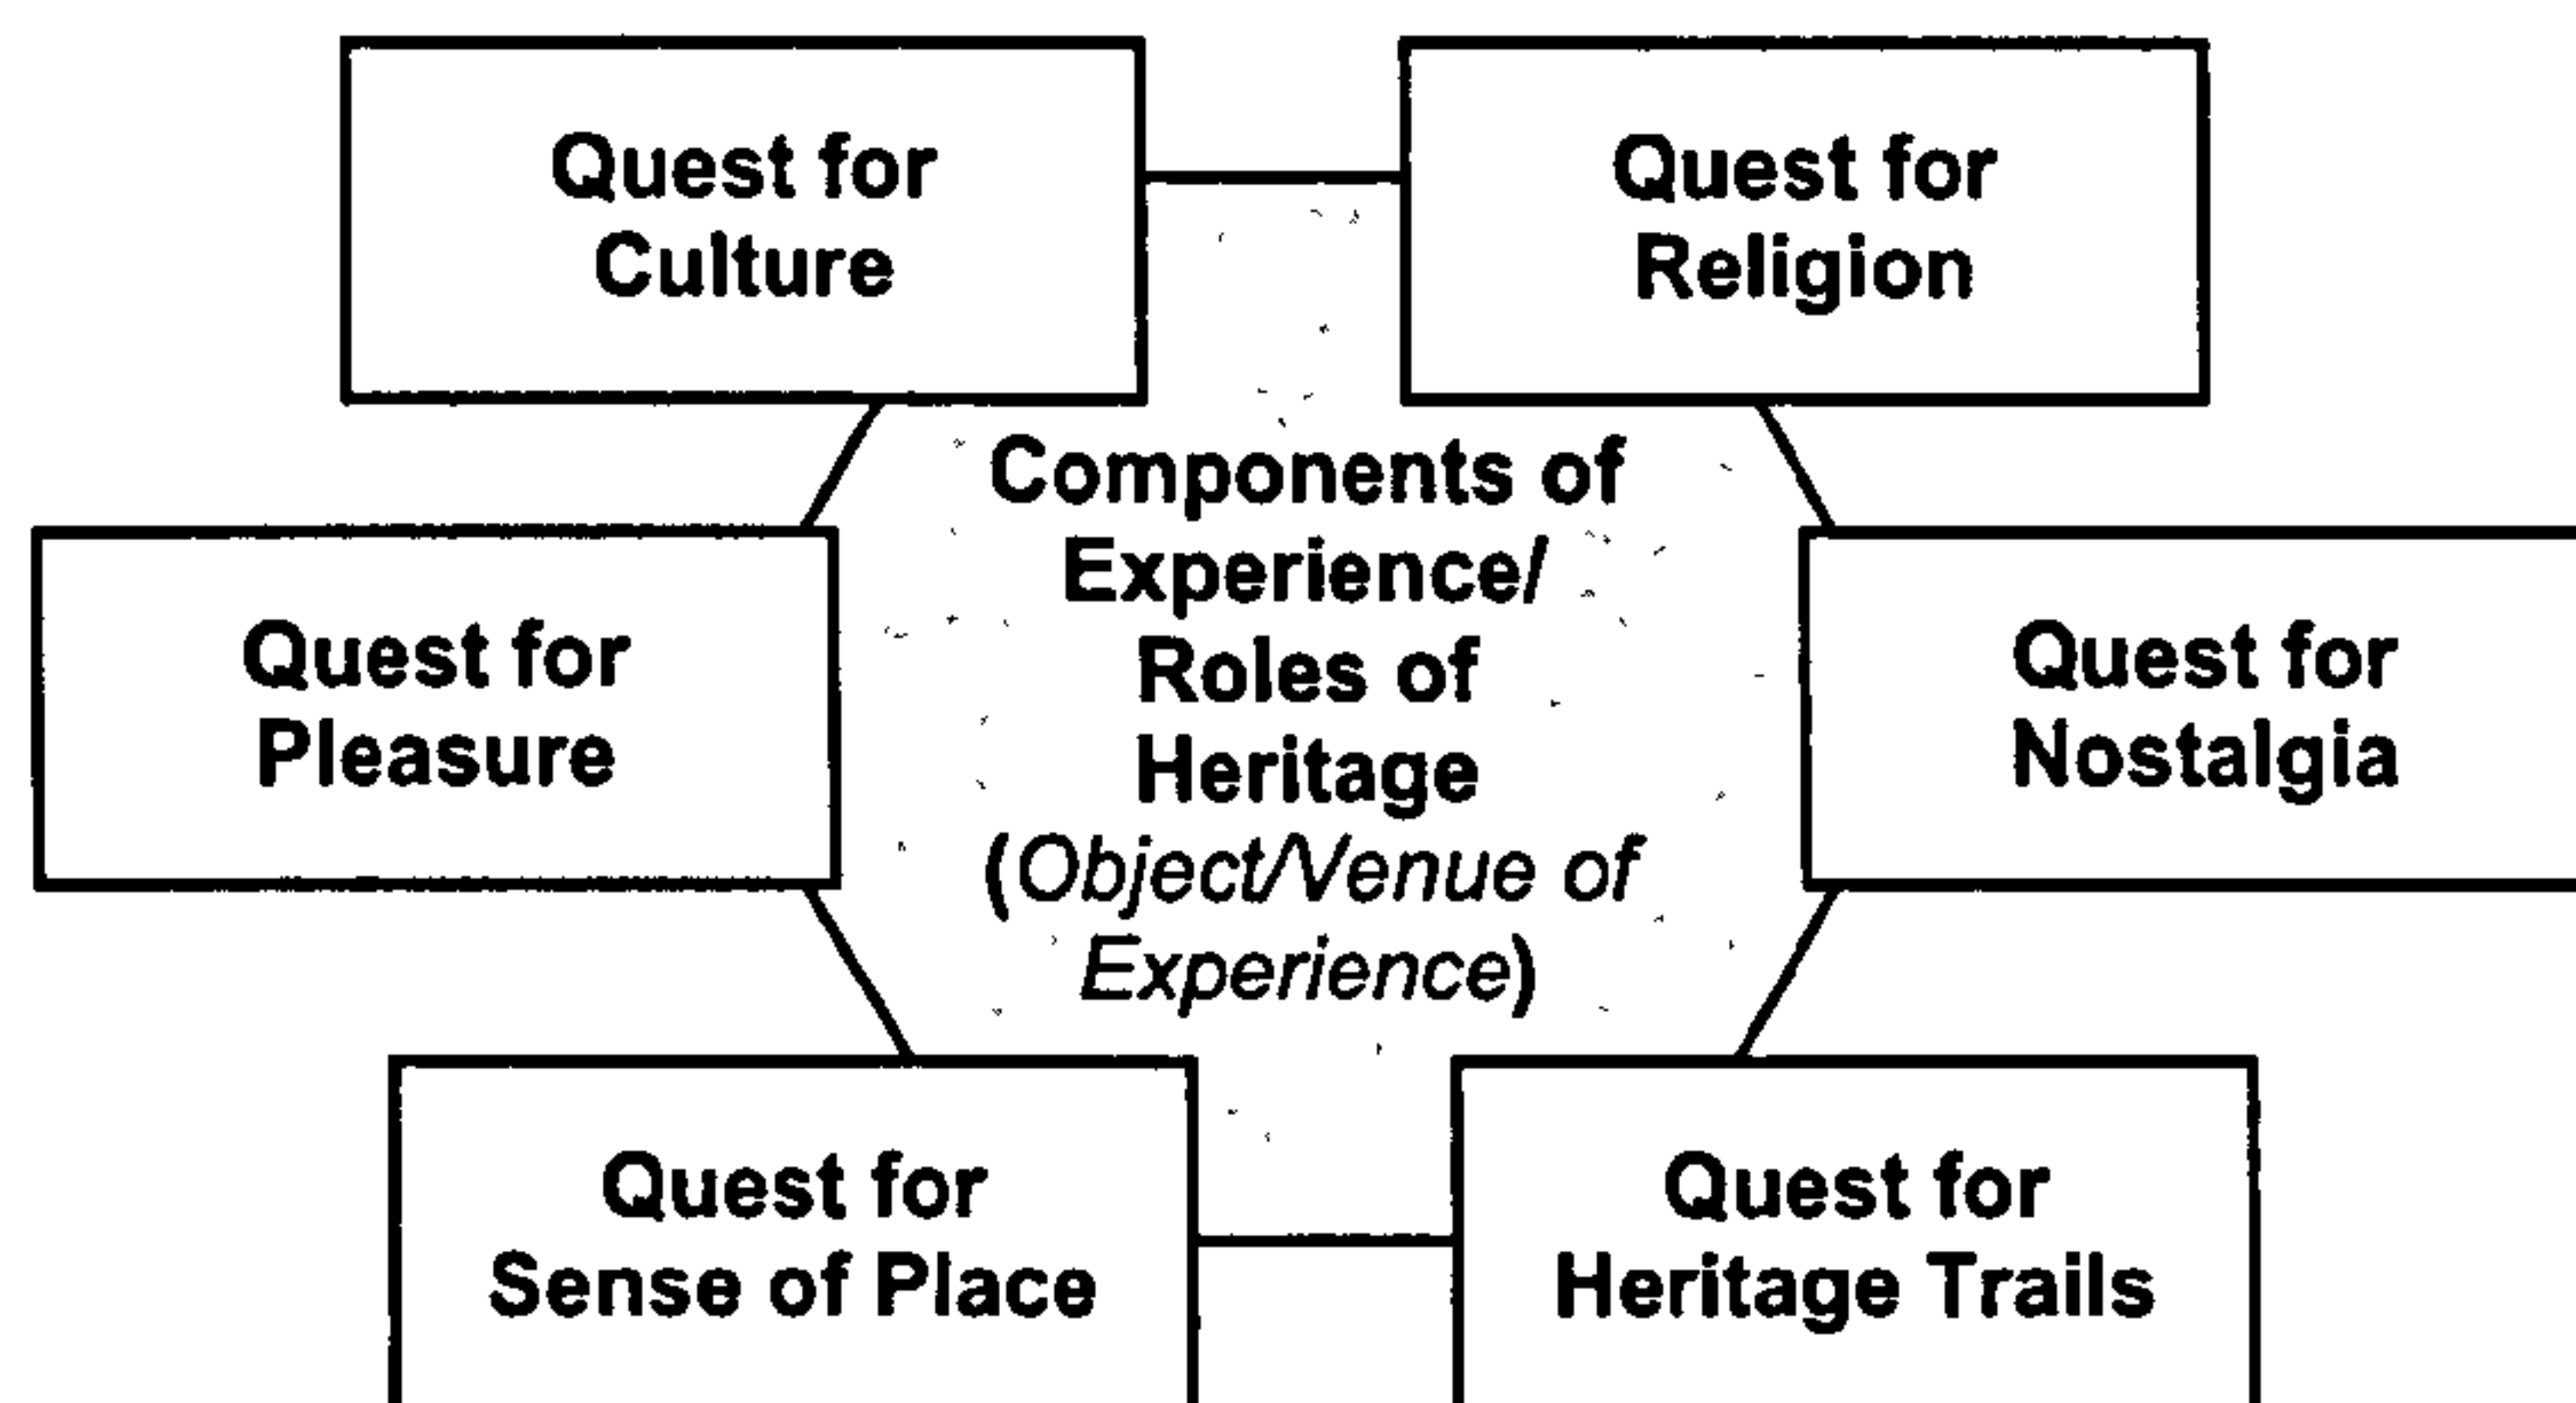 Quest for
Culture
Quest for
Religion
Components of
Experience/
Roles of
Heritage
(Object/Venue of
Experience)
Quest for
Pleasure
Quest for
Nostalgia
Quest for
Sense of Place
Quest for
Heritage Trails